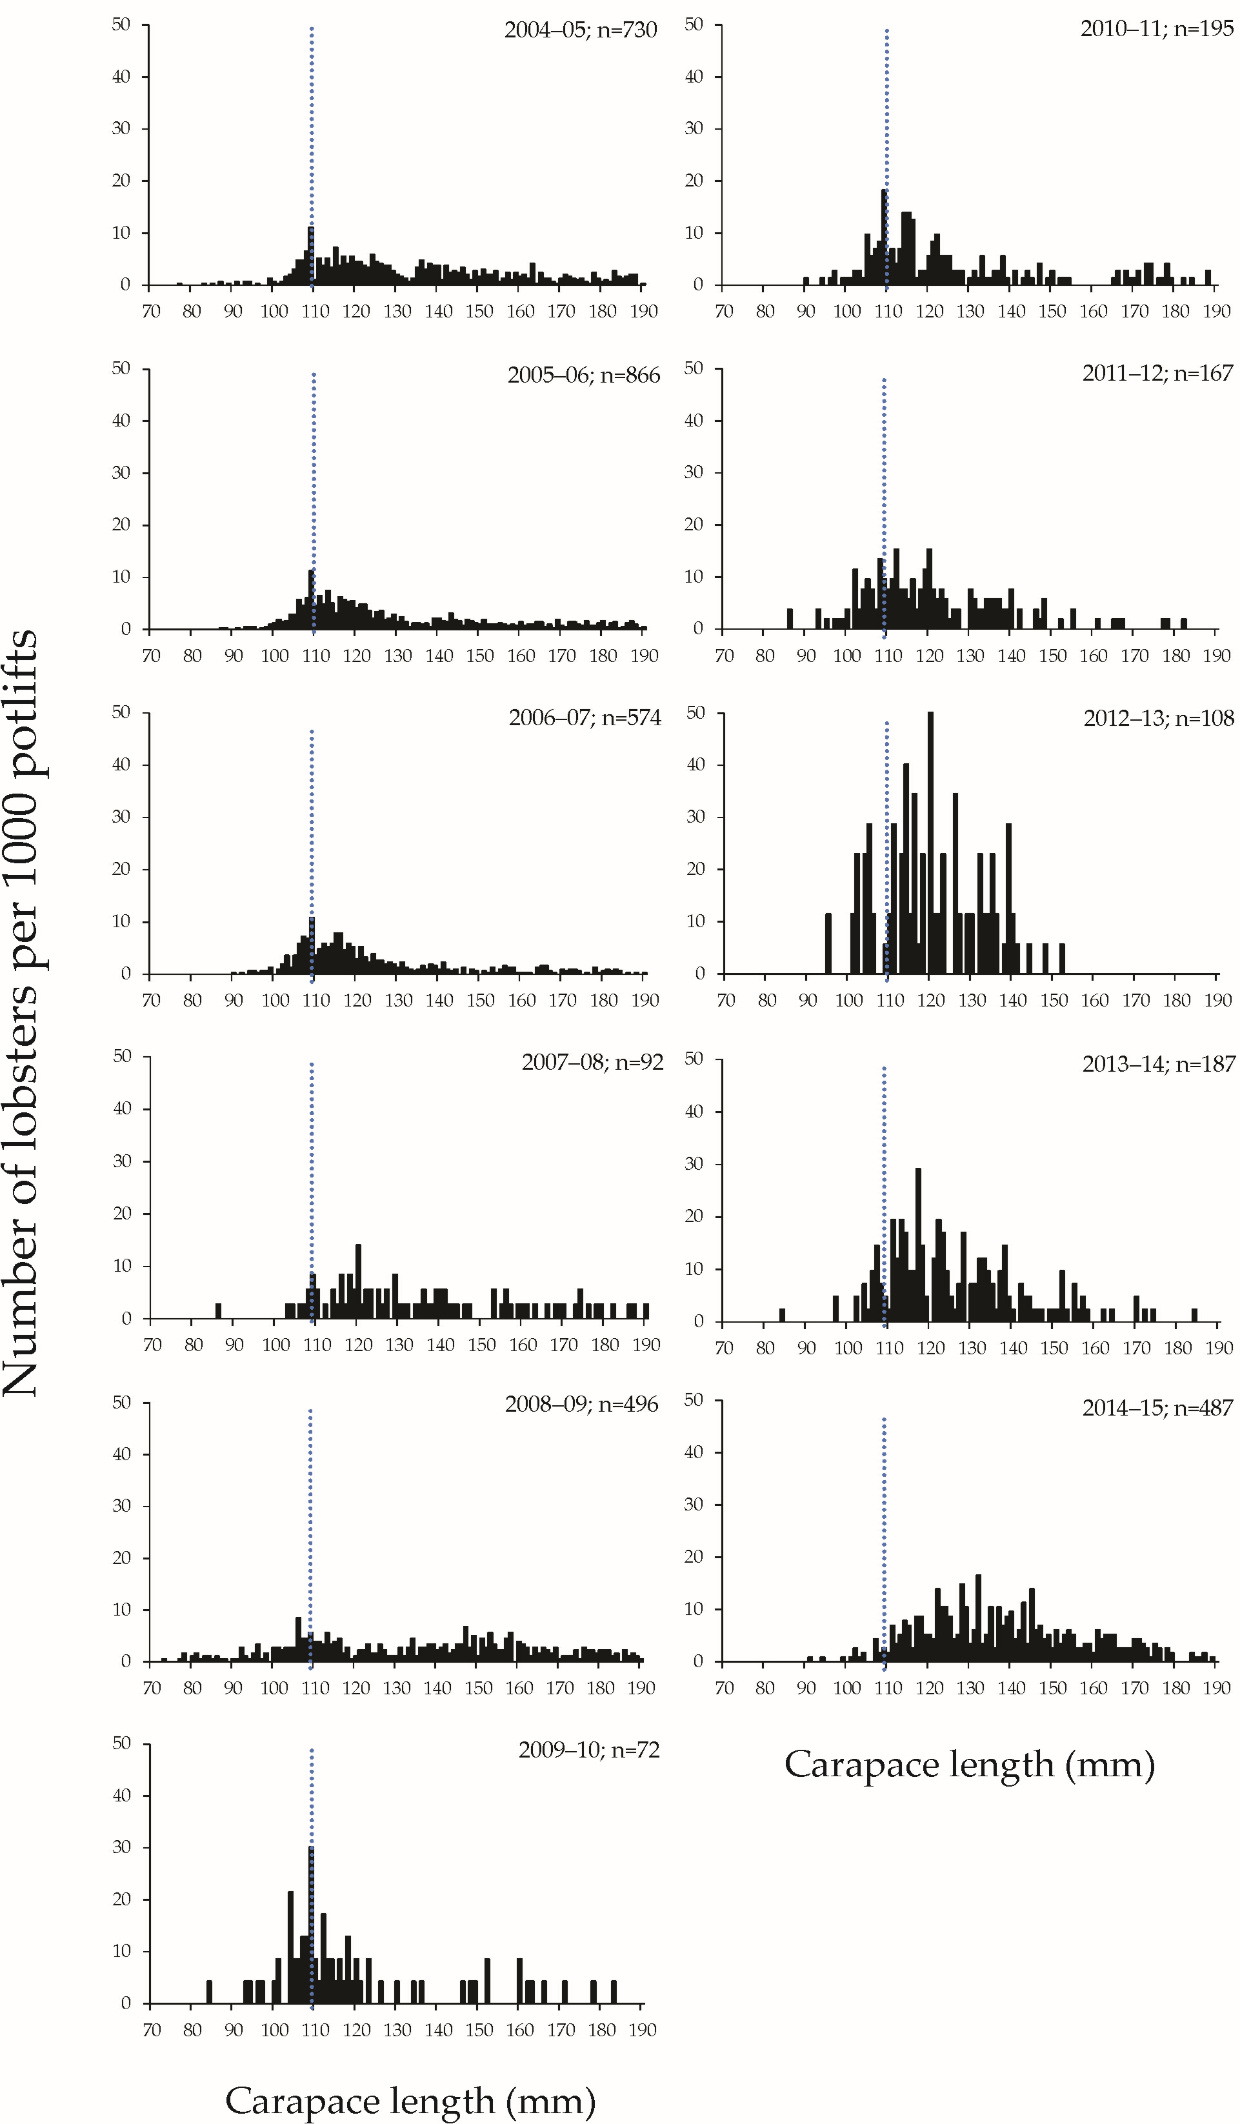 Number of lobsters per 1000 potlifts
2004–05; n=730
50
40
30
20
10
0
70 80 90 100 110 120 130 140 150 160 170 180 190
2005–06; n=866
50
40
30
20
10
0
70 80 90 100 110 120 130 140 150 160 170 180 190
2006–07; n=574
50
40
30
20
10
0
70 80 90 100 110 120 130 140 150 160 170 180 190
2007–08; n=92
50
40
30
20
10
0
70 80 90 100 110 120 130 140 150 160 170 180 190
2008–09; n=496
50
40
30
20
10
0
70 80 90 100 110 120 130 140 150 160 170 180 190
2009–10; n=72
50
40
30
20
10
0
70 80 90 100 110 120 130 140 150 160 170 180 190
Carapace length (mm)
2010–11; n=195
50
40
30
20
10
0
70 80 90 100 110 120 130 140 150 160 170 180 190
2011–12; n=167
50
40
30
20
10
0
70 80 90 100 110 120 130 140 150 160 170 180 190
2012–13; n=108
50
40
30
20
10
0
70 80 90 100 110 120 130 140 150 160 170 180 190
2013–14; n=187
50
40
30
20
10
0
70 80 90 100 110 120 130 140 150 160 170 180 190
2014–15; n=487
50
40
30
20
10
0
70 80 90 100 110 120 130 140 150 160 170 180 190
Carapace length (mm)